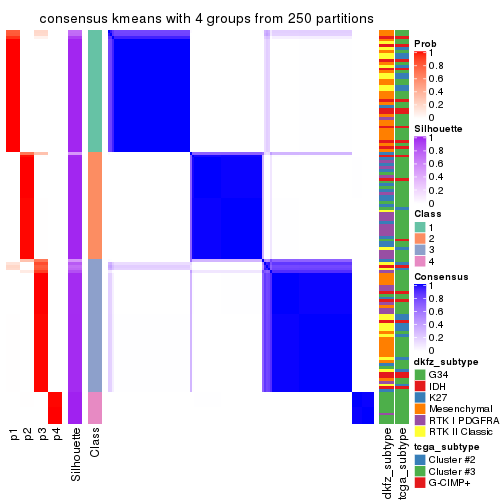 consensus kmeans with 4 groups from 250 partitions
p1
p2
p3
p4
Silhouette
Class
dkfz_subtype
tcga_subtype
Prob
1
0.8
0.6
0.4
0.2
0
Silhouette
1
0.8
0.6
0.4
0.2
0
Class
1
2
3
4
Consensus
1
0.8
0.6
0.4
0.2
0
dkfz_subtype
G34
IDH
K27
Mesenchymal
RTK I PDGFRA
RTK II Classic
tcga_subtype
Cluster #2
Cluster #3
G-CIMP+